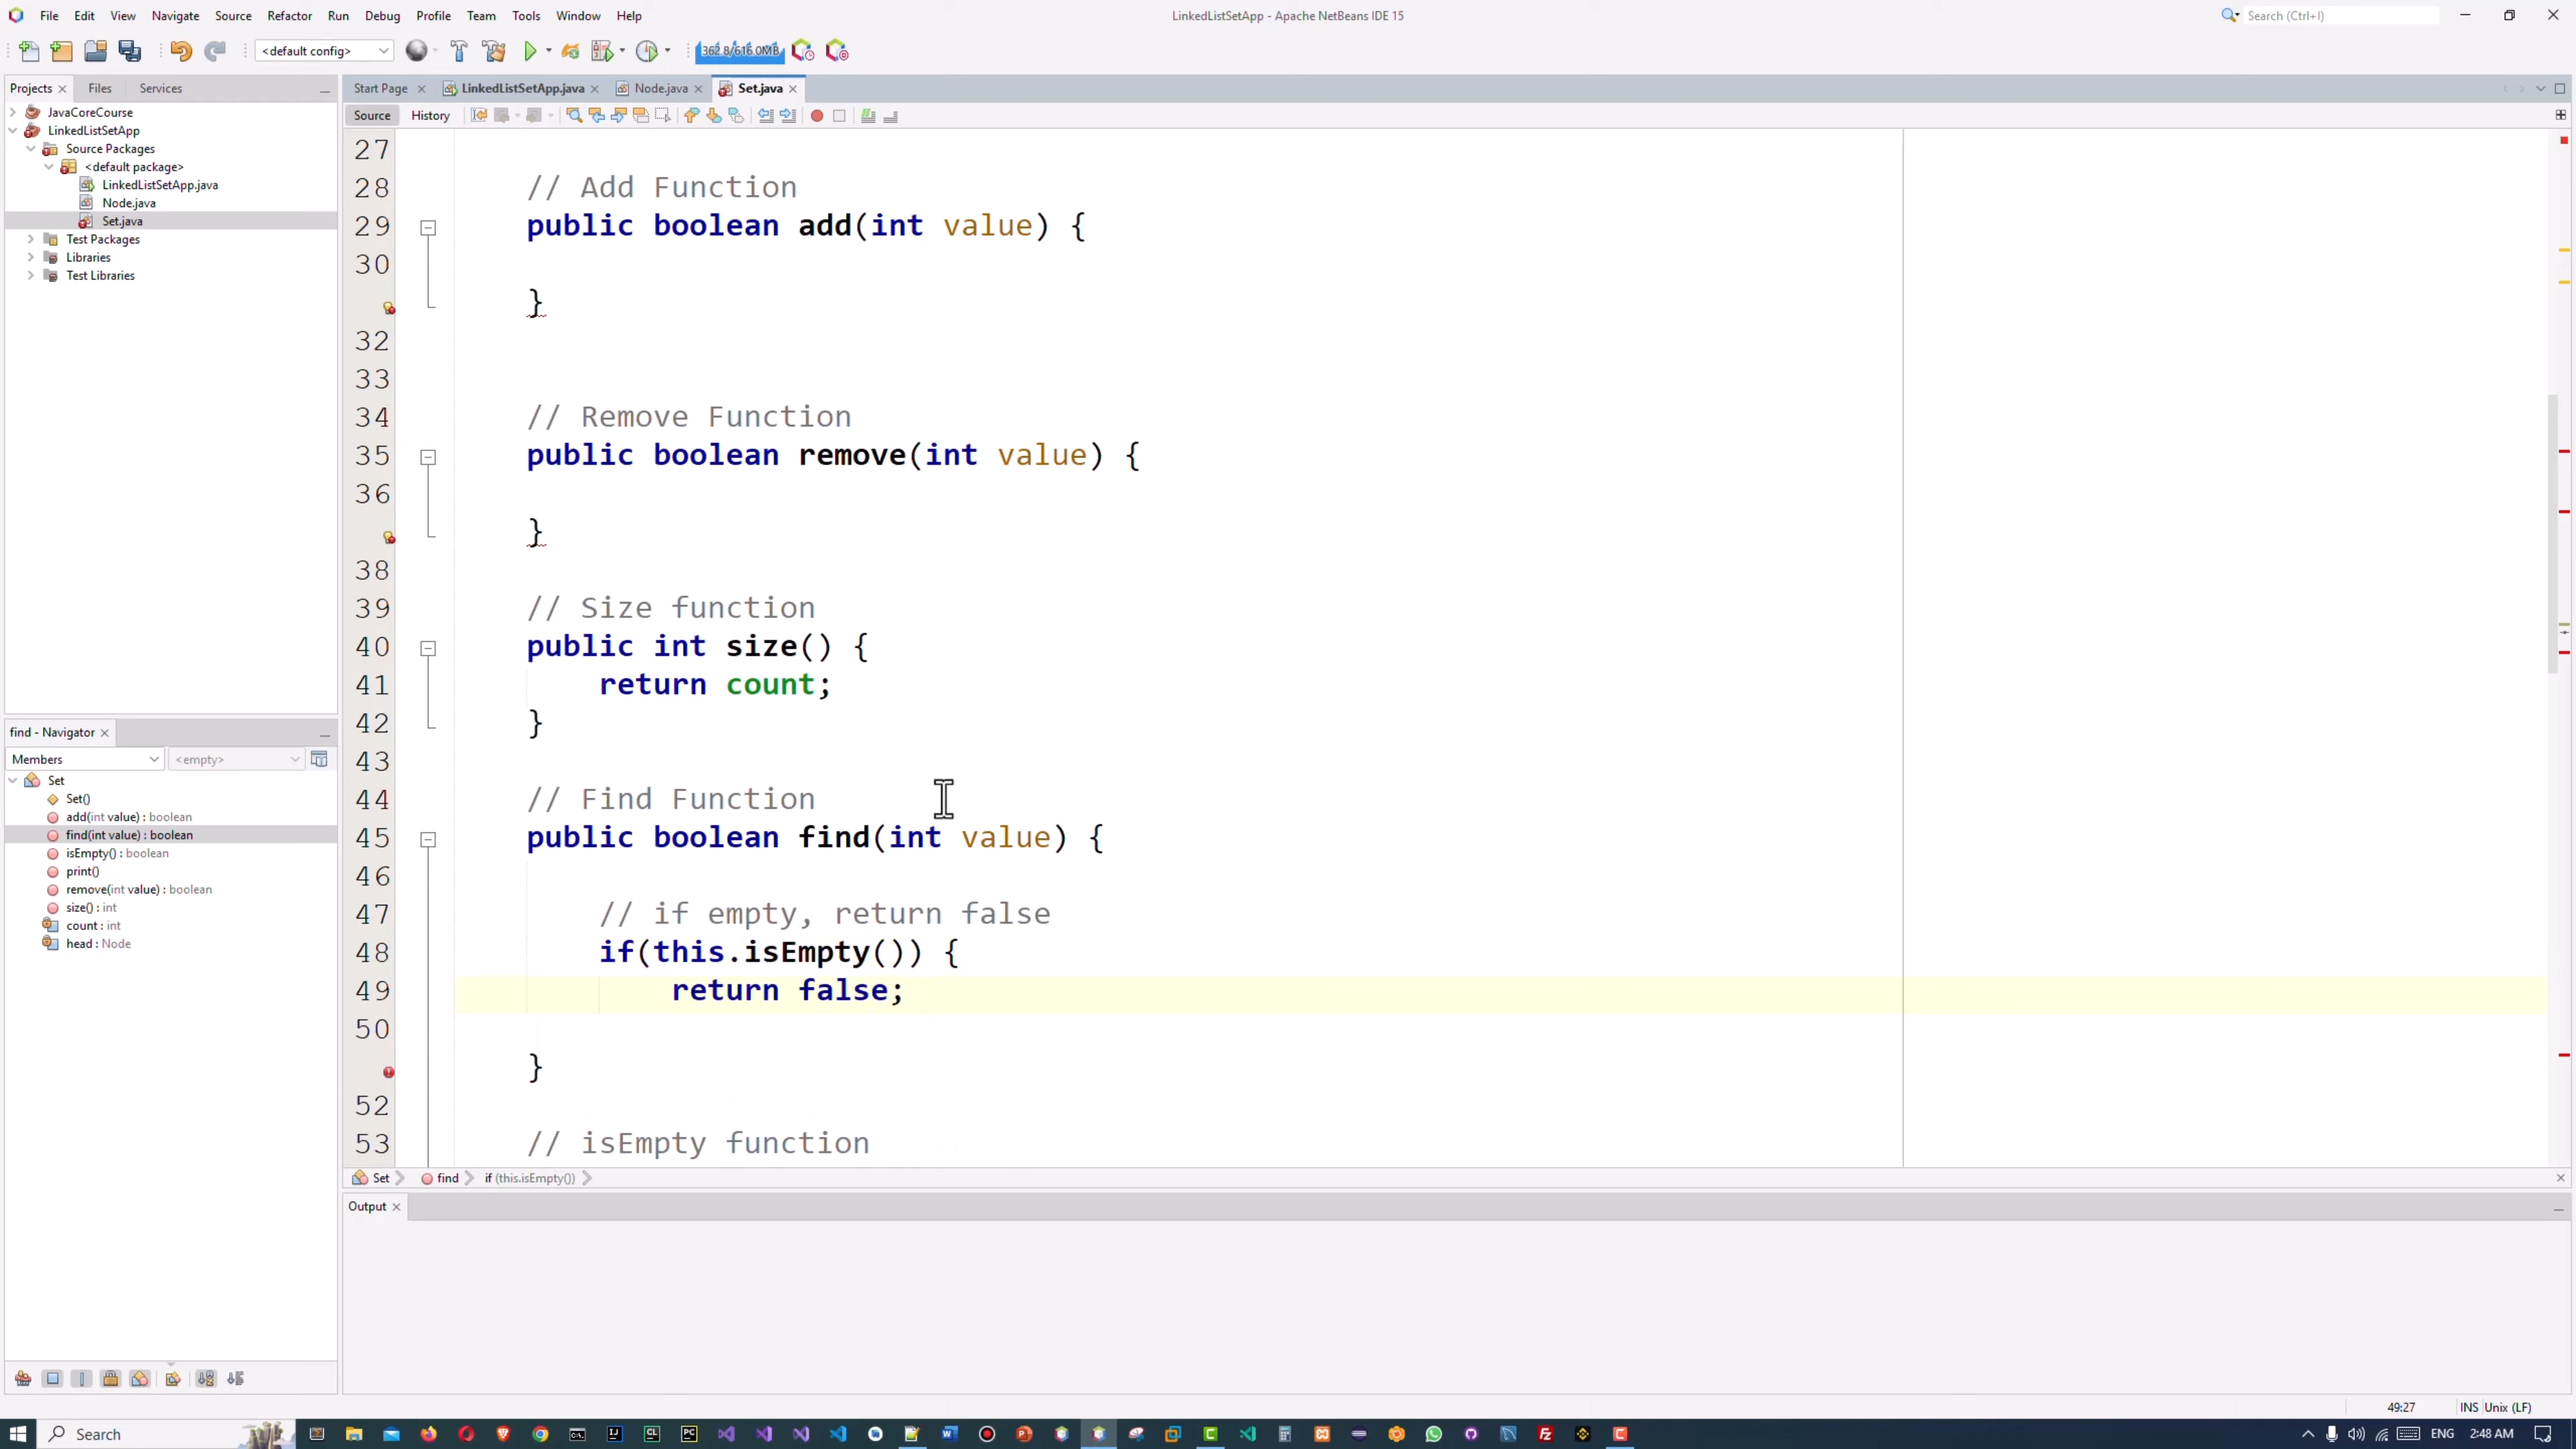 File Edit View Navigate Source Refactor Run Debug Profile Team Tools Window Help
LinkedListSetApp - Apache NetBeans IDE 15
Search (Ctrl+I)
<default config>
362.8/616.0MB
Projects Files Services
Start Page LinkedListSetApp.java Node.java Set.java
Source History
JavaCoreCourse
LinkedListSetApp
Source Packages
<default package>
LinkedListSetApp.java
Node.java
Set.java
Test Packages
Libraries
Test Libraries
27
28 // Add Function
29 public boolean add(int value) {
30
}
32
33
34 // Remove Function
35 public boolean remove(int value) {
36
}
38
39 // Size function
40 public int size() {
41 return count;
42 }
43
44 // Find Function
45 public boolean find(int value) {
46
47 // if empty, return false
48 if(this.isEmpty()) {
49 return false;
50
}
52
53 // isEmpty function
find - Navigator
Members <empty>
Set
Set()
add(int value) : boolean
find(int value) : boolean
isEmpty() : boolean
print()
remove(int value) : boolean
size() : int
count : int
head : Node
Set find if (this.isEmpty())
Output
49:27 INS Unix (LF)
Search
ENG 2:48 AM